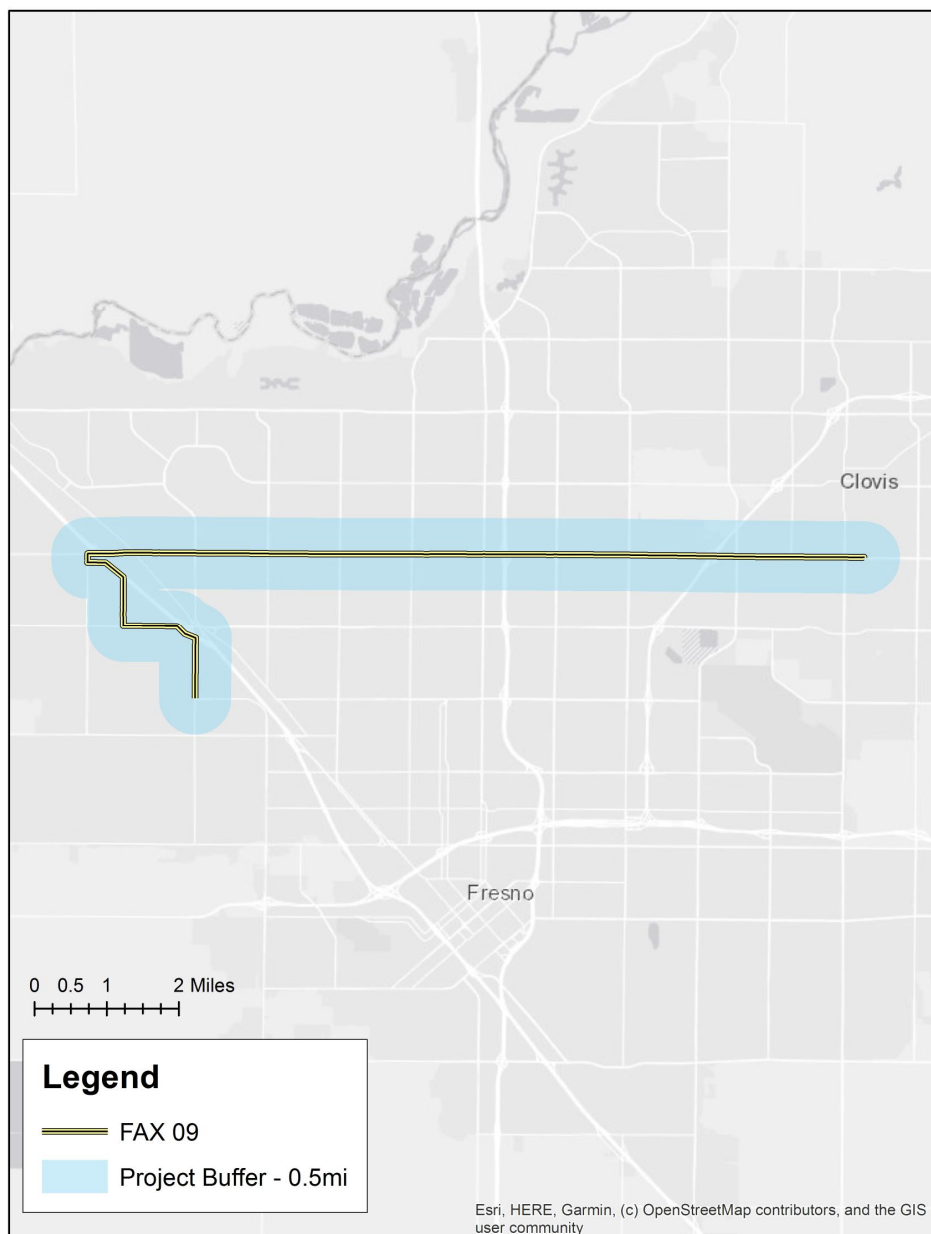 Clovis
Fresno
0 0.5 1 2 Miles
Legend
FAX 09
Project Buffer - 0.5mi
Esri, HERE, Garmin, (c) OpenStreetMap contributors, and the GIS
user community